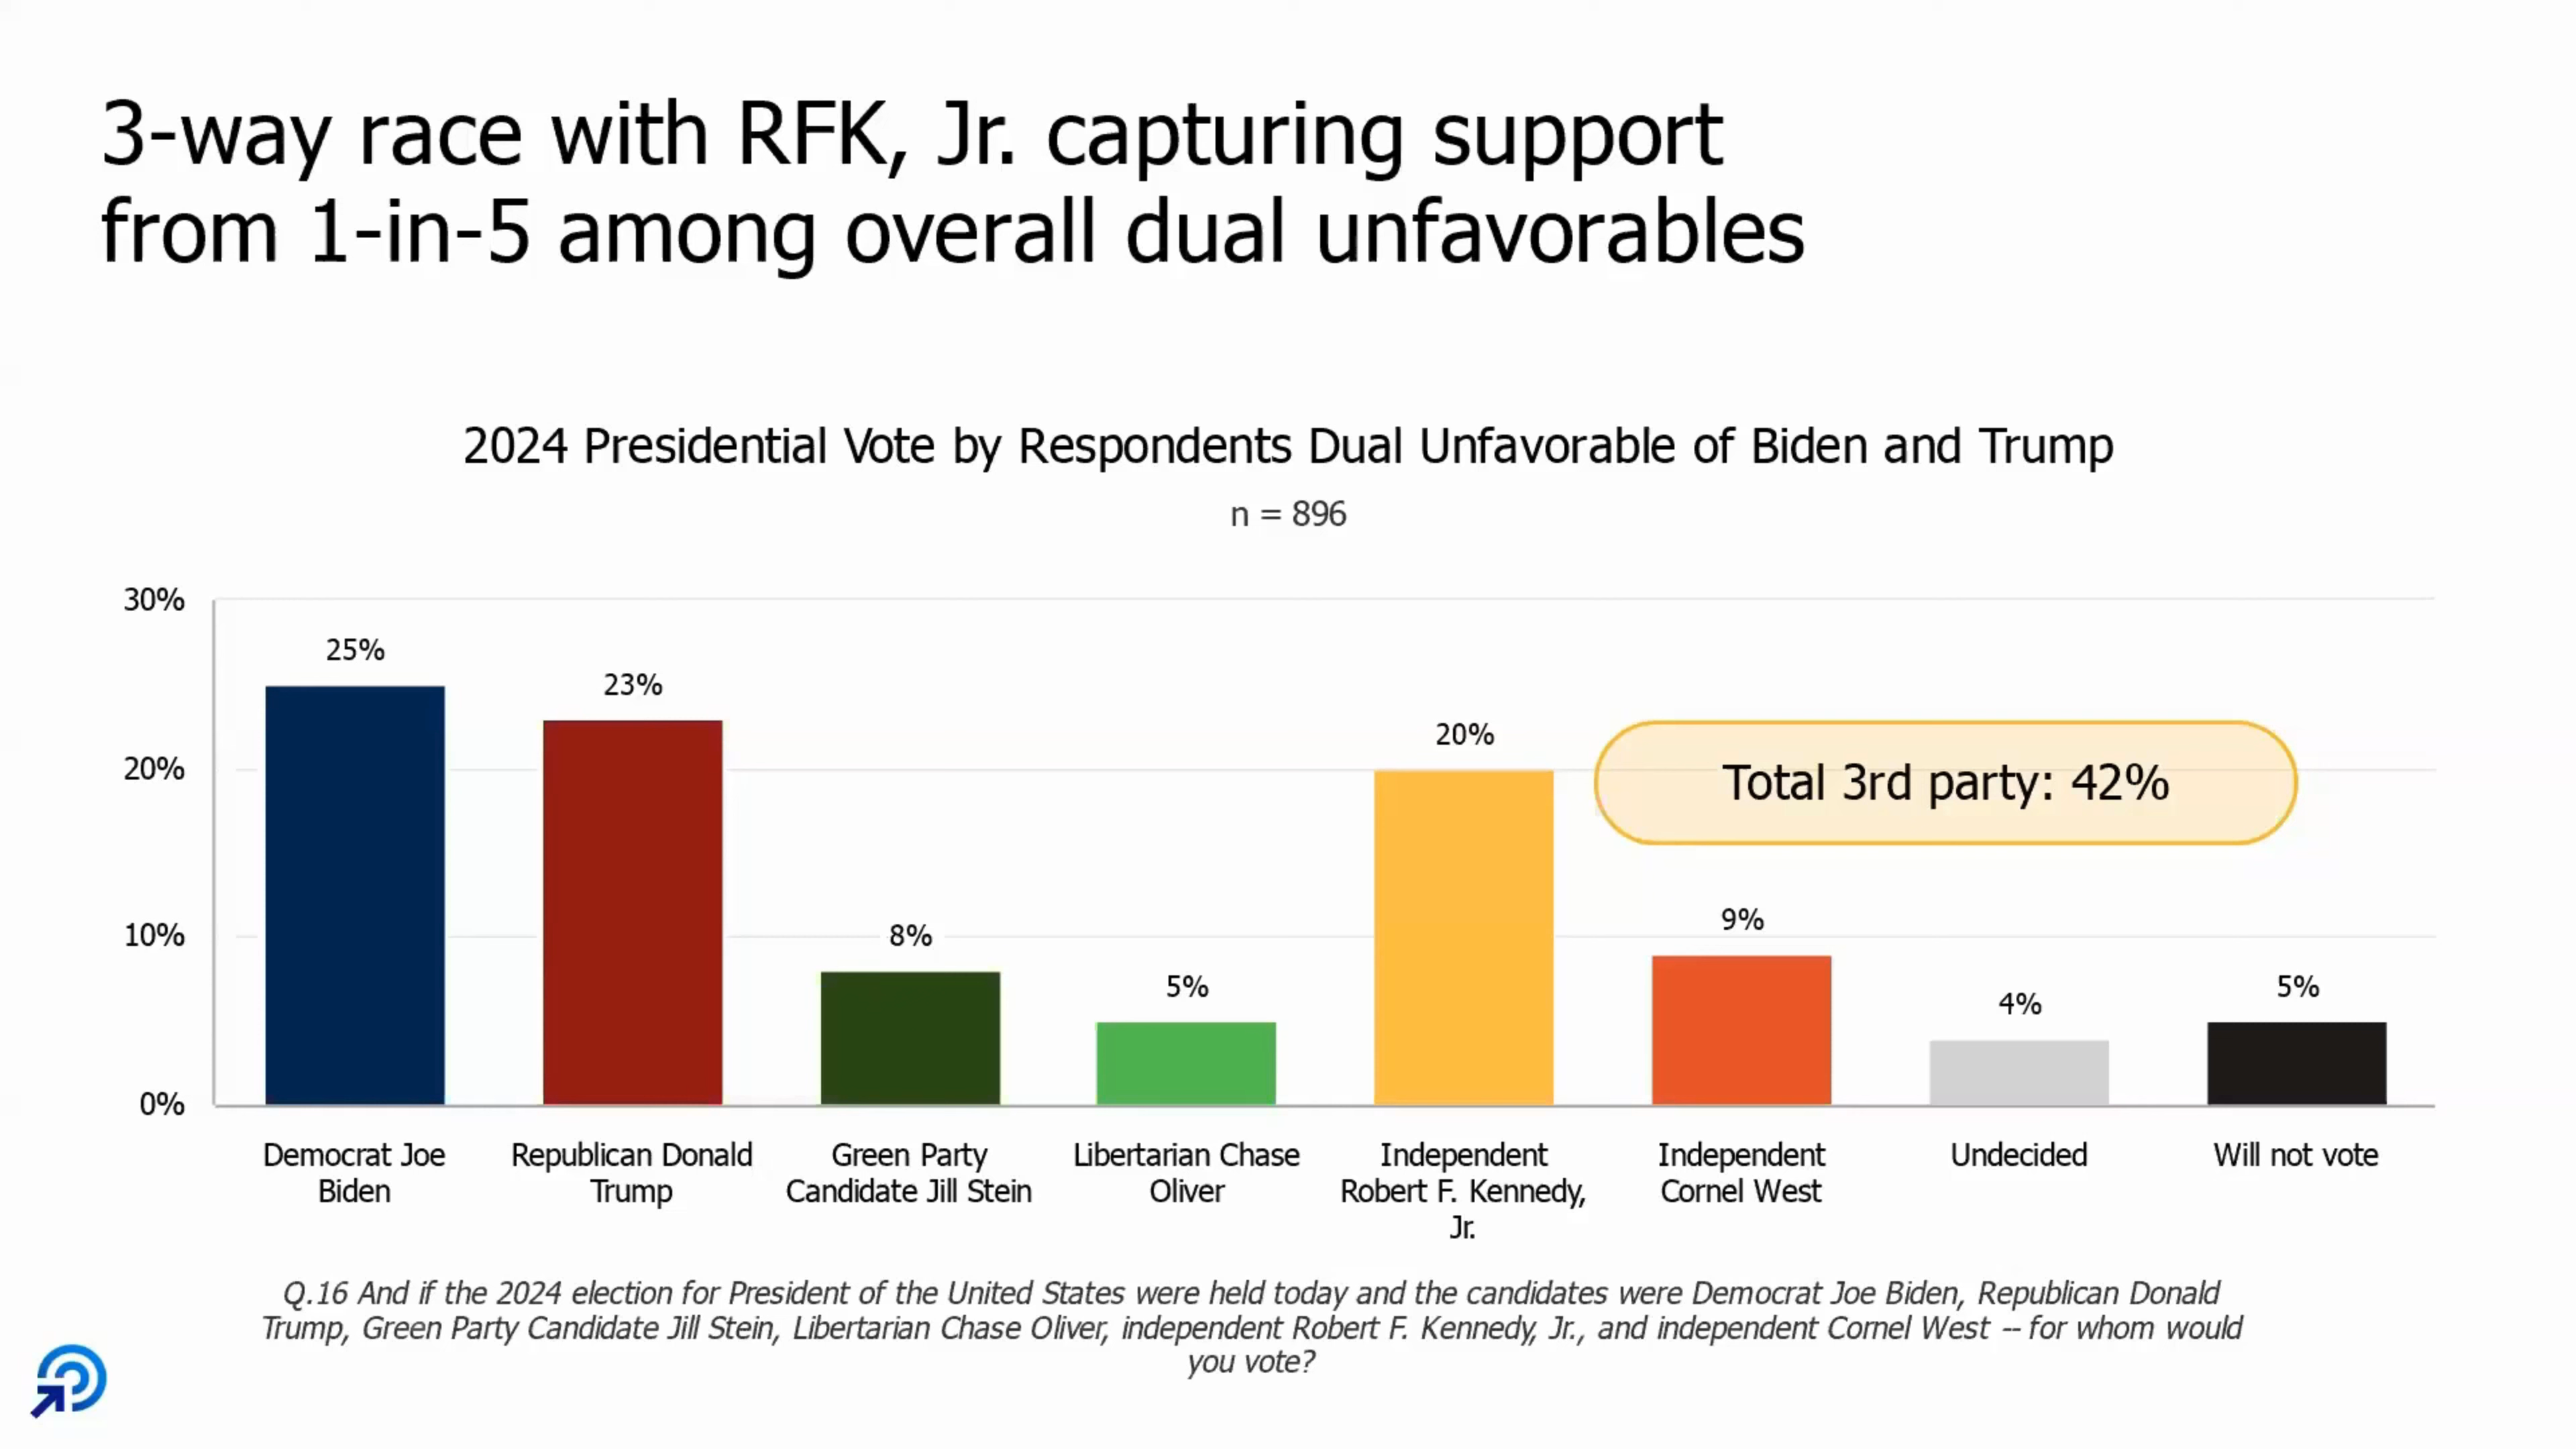 3-way race with RFK, Jr. capturing support
from 1-in-5 among overall dual unfavorables
2024 Presidential Vote by Respondents Dual Unfavorable of Biden and Trump
n = 896
30%
20%
10%
0%
25%
23%
8%
5%
20%
9%
4%
5%
Total 3rd party: 42%
Democrat Joe
Biden
Republican Donald
Trump
Green Party
Candidate Jill Stein
Libertarian Chase
Oliver
Independent
Robert F. Kennedy,
Jr.
Independent
Cornel West
Undecided
Will not vote
Q.16 And if the 2024 election for President of the United States were held today and the candidates were Democrat Joe Biden, Republican Donald
Trump, Green Party Candidate Jill Stein, Libertarian Chase Oliver, independent Robert F. Kennedy, Jr., and independent Cornel West -- for whom would
you vote?